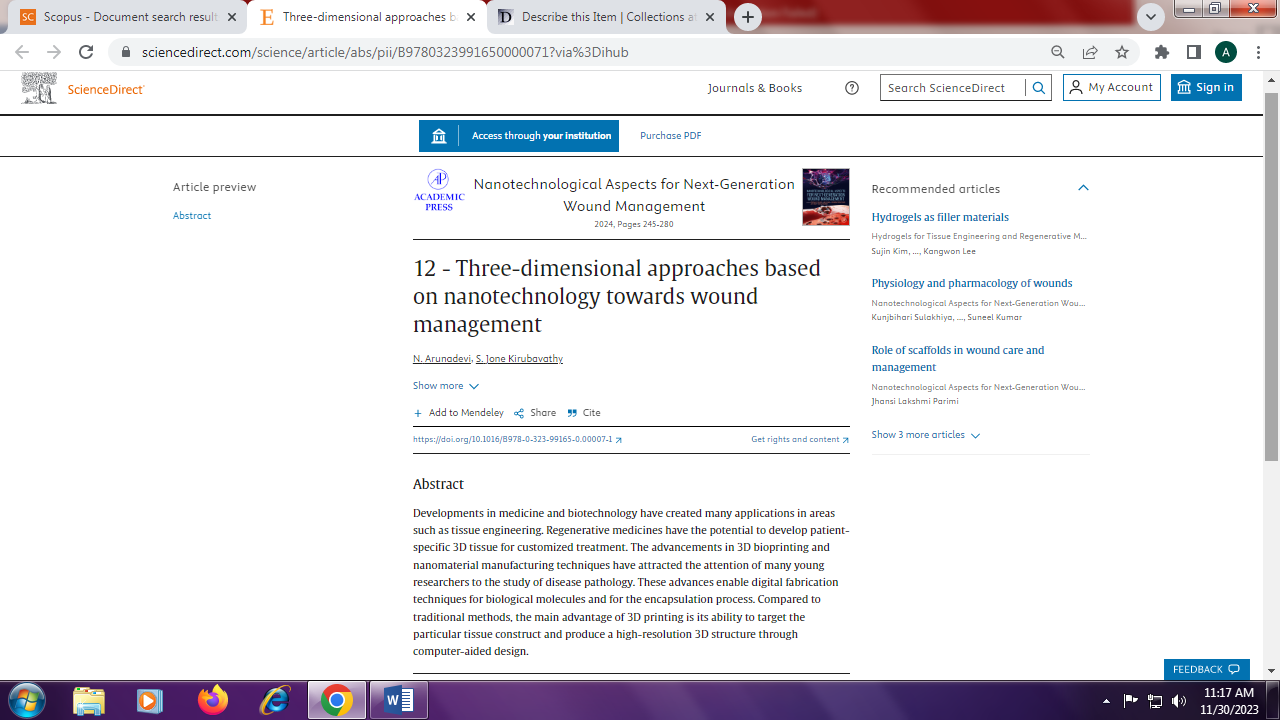 Scopus - Document search result
Three-dimensional approaches b
Describe this Item | Collections a
sciencedirect.com/science/article/abs/pii/B9780323991650000071?via%3Dihub
A
ScienceDirect
Journals & Books
Search ScienceDirect
My Account
Sign in
Access through your institution
Purchase PDF
Article preview
Abstract
ACADEMIC
PRESS
Nanotechnological Aspects for Next-Generation
Wound Management
2024, Pages 245-280
12 - Three-dimensional approaches based
on nanotechnology towards wound
management
N. Arunadevi, S. Jone Kirubavathy
Show more
Add to Mendeley
Share
Cite
https://doi.org/10.1016/B978-0-323-99165-0.00007-1
Get rights and content
Abstract
Developments in medicine and biotechnology have created many applications in areas
such as tissue engineering. Regenerative medicines have the potential to develop patient-
specific 3D tissue for customized treatment. The advancements in 3D bioprinting and
nanomaterial manufacturing techniques have attracted the attention of many young
researchers to the study of disease pathology. These advances enable digital fabrication
techniques for biological molecules and for the encapsulation process. Compared to
traditional methods, the main advantage of 3D printing is its ability to target the
particular tissue construct and produce a high-resolution 3D structure through
computer-aided design.
Recommended articles
Hydrogels as filler materials
Hydrogels for Tissue Engineering and Regenerative M...
Sujin Kim, ..., Kangwon Lee
Physiology and pharmacology of wounds
Nanotechnological Aspects for Next-Generation Wou...
Kunjbihari Sulakhiya, ..., Suneel Kumar
Role of scaffolds in wound care and
management
Nanotechnological Aspects for Next-Generation Wou...
Jhansi Lakshmi Parimi
Show 3 more articles
FEEDBACK
11:17 AM
11/30/2023